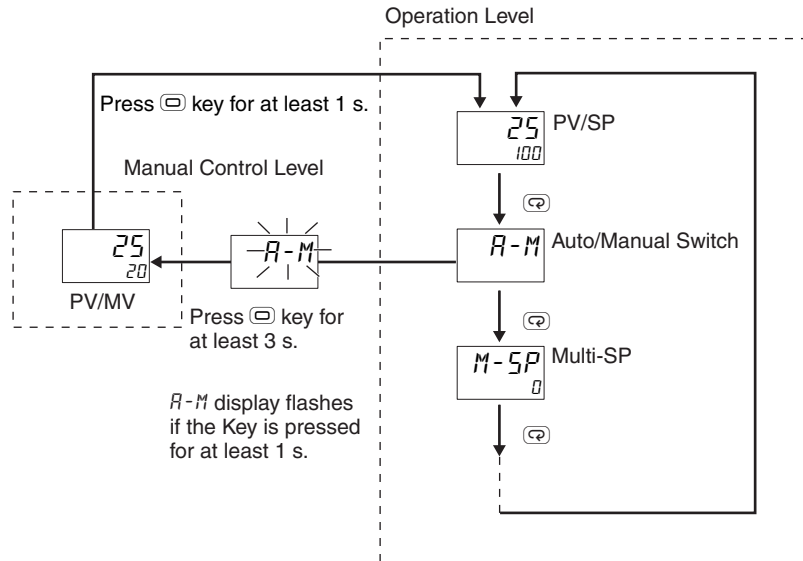 Operation Level
Press key for at least 1 s.
25
100
PV/SP
Manual Control Level
A-M
Auto/Manual Switch
25
20
PV/MV
A-M
Press key for
at least 3 s.
M-SP
0
Multi-SP
A-M display flashes
if the Key is pressed
for at least 1 s.